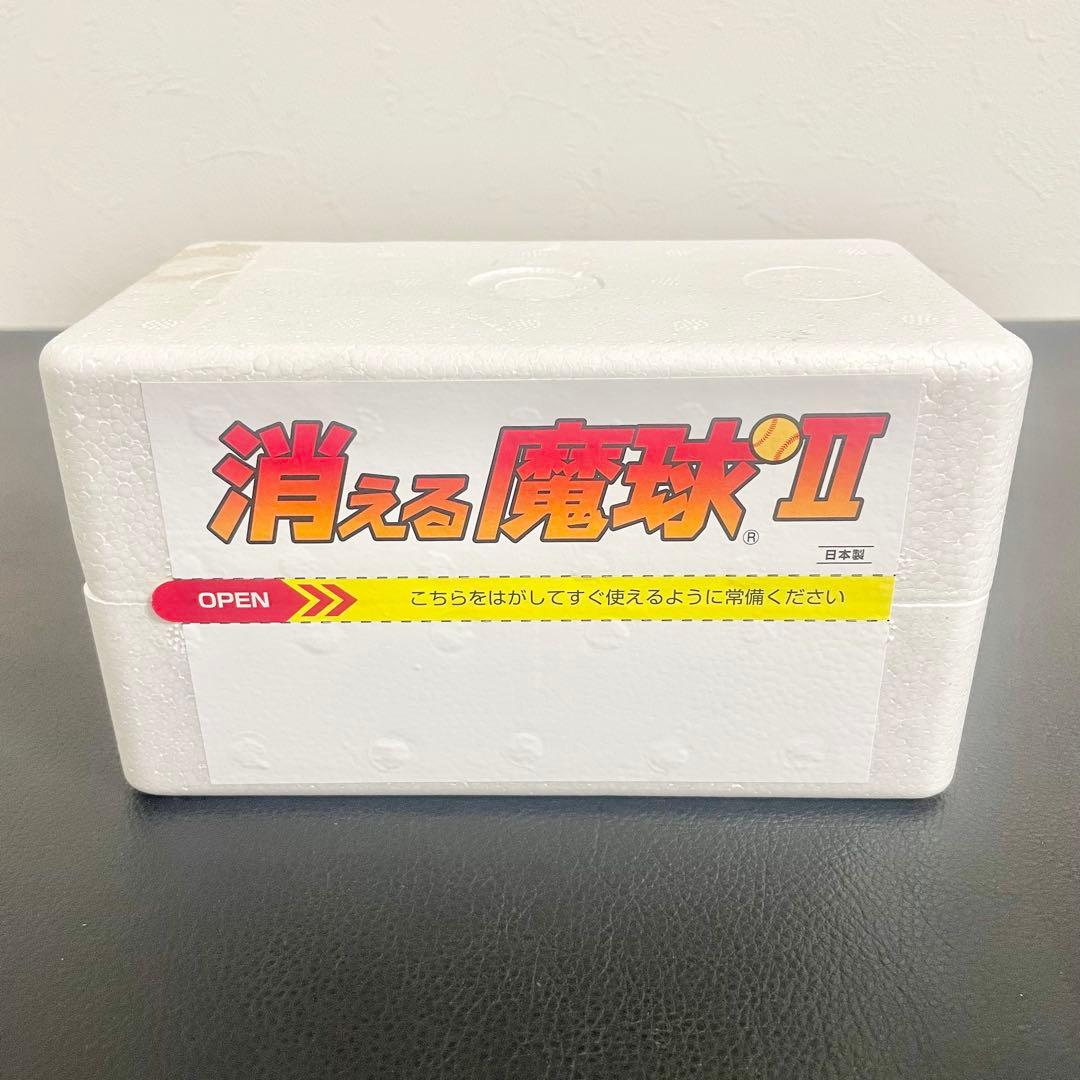 消える魔球Ⅱ
®
日本製
OPEN こちらをはがしてすぐ使えるように常備ください